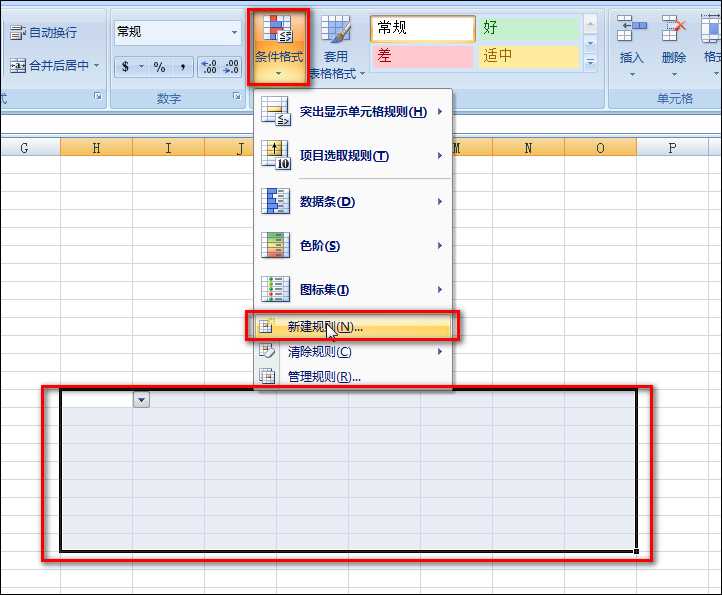 自动换行
常规
条件格式
套用
表格格式
常规
好
差
适中
插入
删除
格式
合并后居中
$
%
,
数字
单元格
突出显示单元格规则(H)
项目选取规则(T)
数据条(D)
色阶(S)
图标集(I)
新建规则(N)...
清除规则(C)
管理规则(R)...
G
H
I
J
M
N
O
P